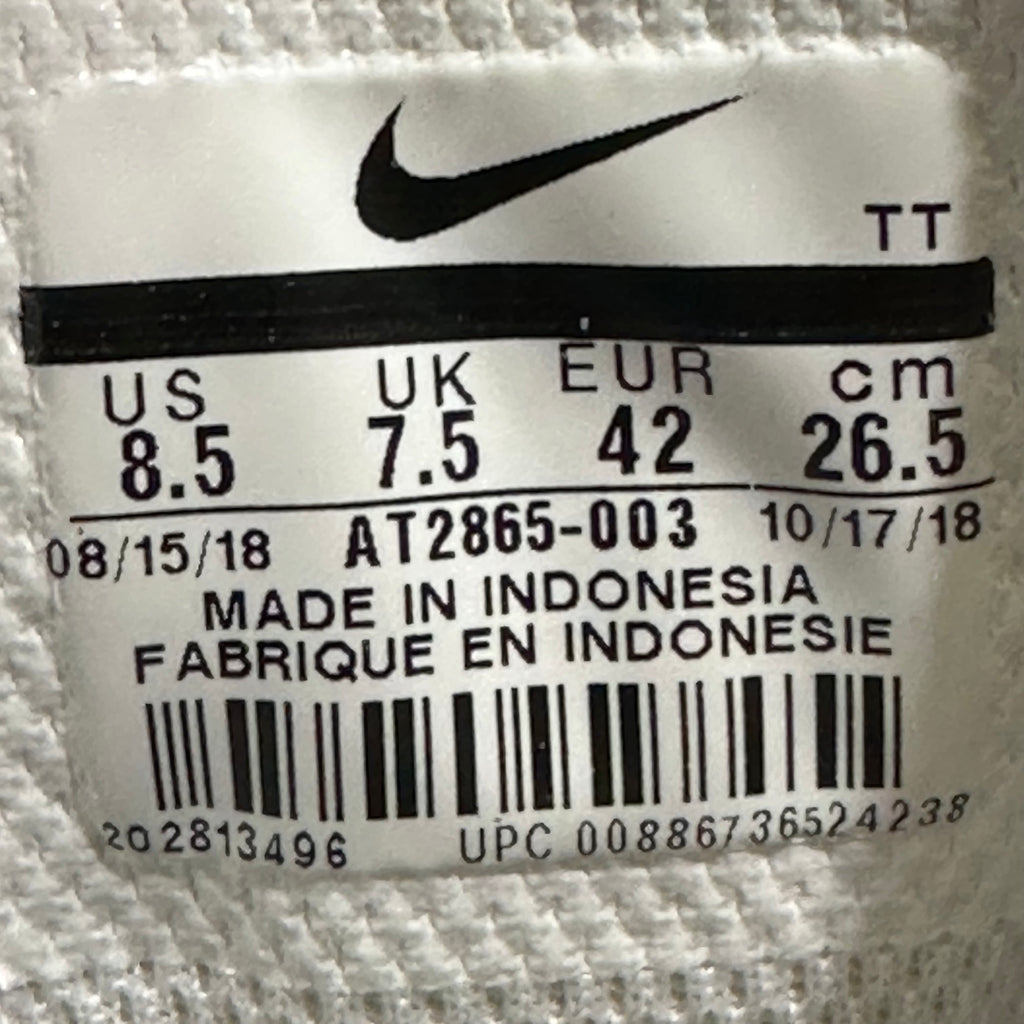 TT
US UK EUR cm
8.5 7.5 42 26.5
08/15/18 AT2865-003 10/17/18
MADE IN INDONESIA
FABRIQUE EN INDONESIE
202813496 UPC 00886736524238